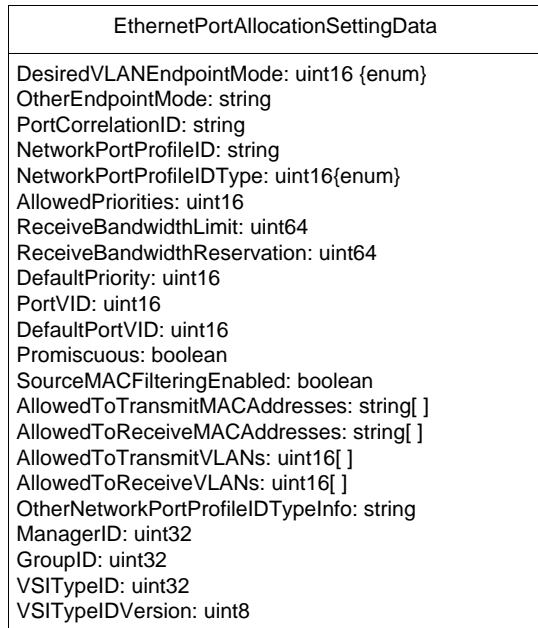 EthernetPortAllocationSettingData
DesiredVLANEndpointMode: uint16 {enum}
OtherEndpointMode: string
PortCorrelationID: string
NetworkPortProfileID: string
NetworkPortProfileIDType: uint16{enum}
AllowedPriorities: uint16
ReceiveBandwidthLimit: uint64
ReceiveBandwidthReservation: uint64
DefaultPriority: uint16
PortVID: uint16
DefaultPortVID: uint16
Promiscuous: boolean
SourceMACFilteringEnabled: boolean
AllowedToTransmitMACAddresses: string[ ]
AllowedToReceiveMACAddresses: string[ ]
AllowedToTransmitVLANs: uint16[ ]
AllowedToReceiveVLANs: uint16[ ]
OtherNetworkPortProfileIDTypeInfo: string
ManagerID: uint32
GroupID: uint32
VSITypeID: uint32
VSITypeIDVersion: uint8